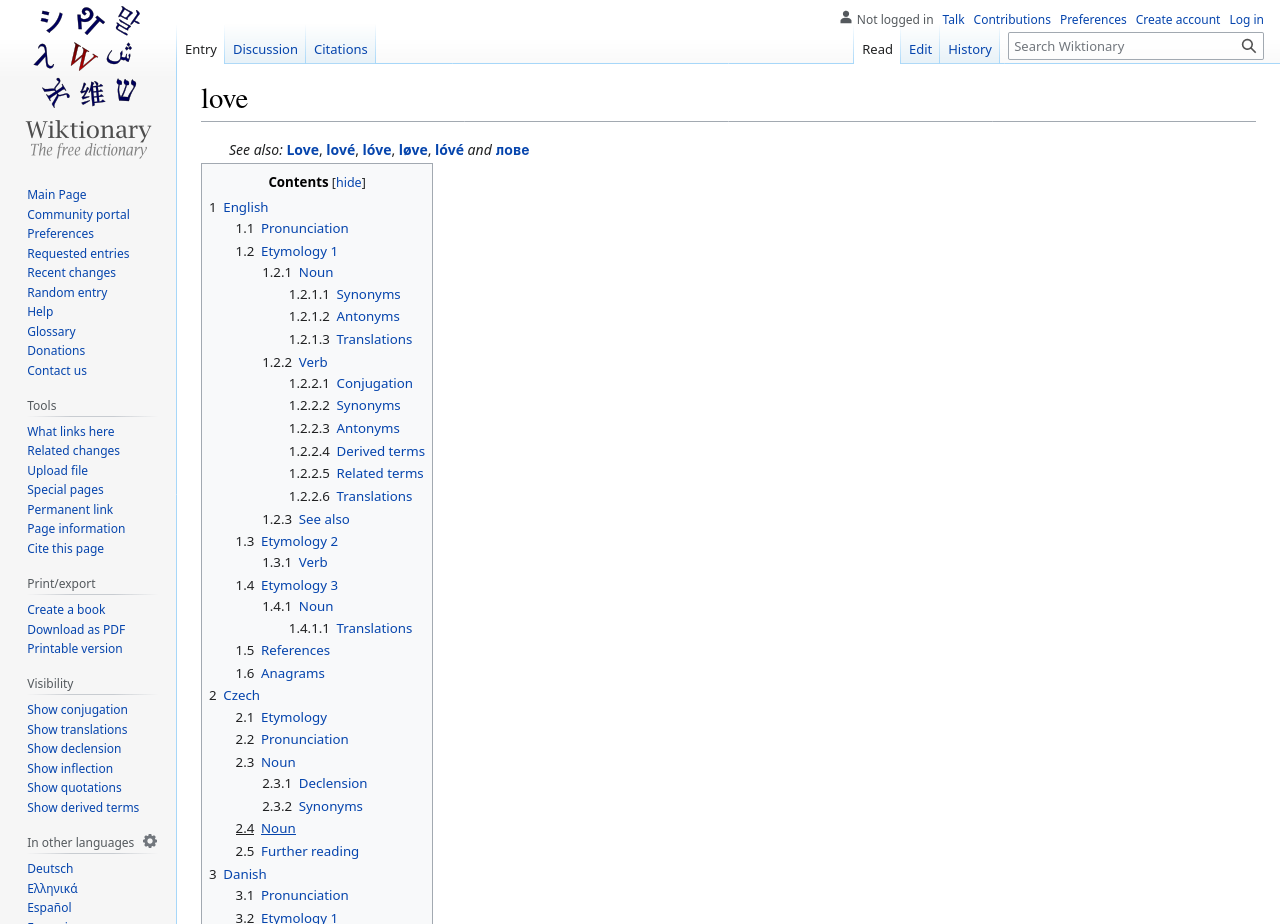 Not logged in Talk Contributions Preferences Create account Log in
Entry Discussion Citations Read Edit History Search Wiktionary
Wiktionary
The free dictionary
Main Page
Community portal
Preferences
Requested entries
Recent changes
Random entry
Help
Glossary
Donations
Contact us
Tools
What links here
Related changes
Upload file
Special pages
Permanent link
Page information
Cite this page
Print/export
Create a book
Download as PDF
Printable version
Visibility
Show conjugation
Show translations
Show declension
Show inflection
Show quotations
Show derived terms
In other languages
Deutsch
Ελληνικά
Español
love
See also: Love, lové, lóve, løve, lóvé and лове
Contents [hide]
1 English
1.1 Pronunciation
1.2 Etymology 1
1.2.1 Noun
1.2.1.1 Synonyms
1.2.1.2 Antonyms
1.2.1.3 Translations
1.2.2 Verb
1.2.2.1 Conjugation
1.2.2.2 Synonyms
1.2.2.3 Antonyms
1.2.2.4 Derived terms
1.2.2.5 Related terms
1.2.2.6 Translations
1.2.3 See also
1.3 Etymology 2
1.3.1 Verb
1.4 Etymology 3
1.4.1 Noun
1.4.1.1 Translations
1.5 References
1.6 Anagrams
2 Czech
2.1 Etymology
2.2 Pronunciation
2.3 Noun
2.3.1 Declension
2.3.2 Synonyms
2.4 Noun
2.5 Further reading
3 Danish
3.1 Pronunciation
3.2 Etymology 1